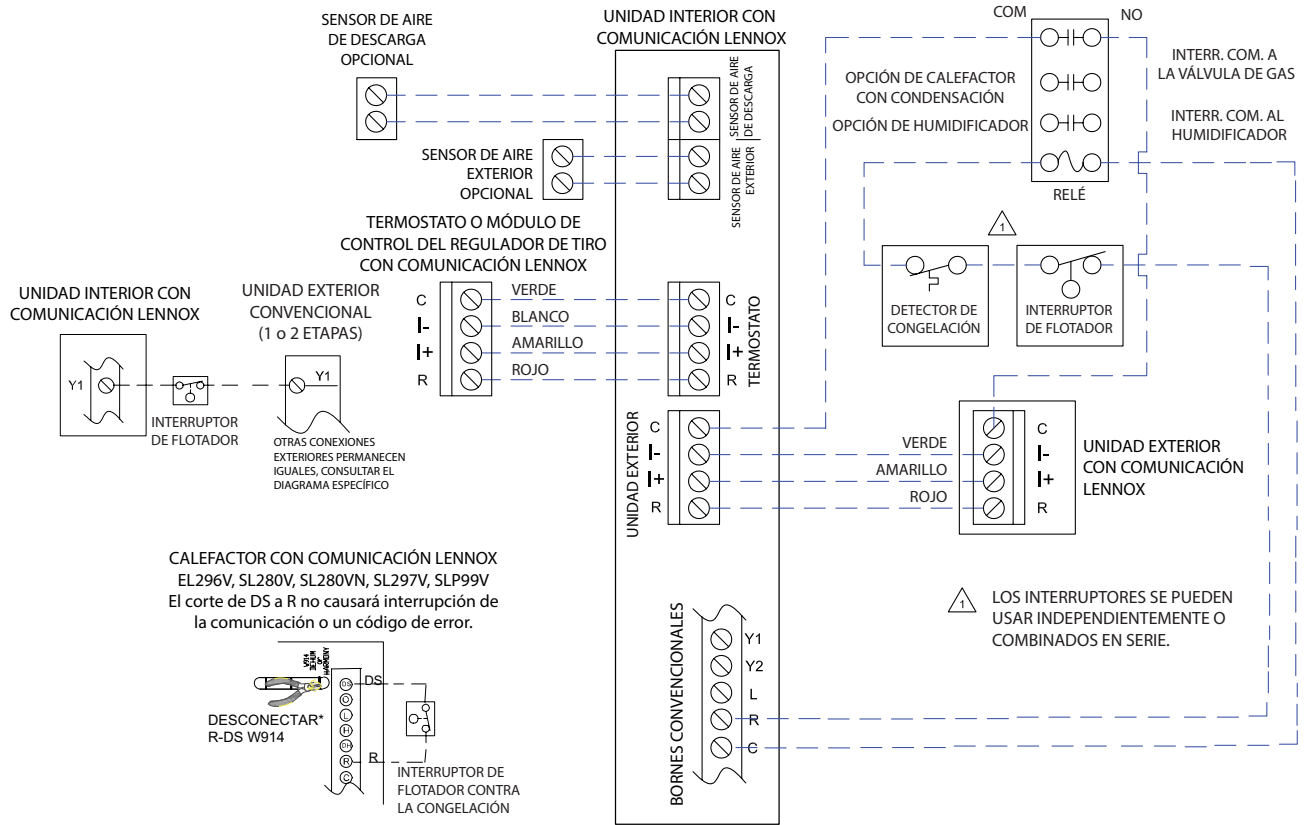 SENSOR DE AIRE
DE DESCARGA
OPCIONAL
UNIDAD INTERIOR CON
COMUNICACIÓN LENNOX
SENSOR DE AIRE
DE DESCARGA
SENSOR DE AIRE
EXTERIOR
SENSOR DE AIRE
EXTERIOR
OPCIONAL
COM
NO
INTERR. COM. A
LA VÁLVULA DE GAS
OPCIÓN DE CALEFACTOR
CON CONDENSACIÓN
OPCIÓN DE HUMIDIFICADOR
INTERR. COM. AL
HUMIDIFICADOR
RELÉ
1
DETECTOR DE
CONGELACIÓN
INTERRUPTOR
DE FLOTADOR
TERMOSTATO O MÓDULO DE
CONTROL DEL REGULADOR DE TIRO
CON COMUNICACIÓN LENNOX
C
I-
I+
R
VERDE
BLANCO
AMARILLO
ROJO
C
I-
I+
R
TERMOSTATO
UNIDAD INTERIOR CON
COMUNICACIÓN LENNOX
Y1
INTERRUPTOR
DE FLOTADOR
UNIDAD EXTERIOR
CONVENCIONAL
(1 o 2 ETAPAS)
Y1
OTRAS CONEXIONES
EXTERIORES PERMANECEN
IGUALES, CONSULTAR EL
DIAGRAMA ESPECÍFICO
UNIDAD EXTERIOR
C
I-
I+
R
VERDE
AMARILLO
ROJO
C
I-
I+
R
UNIDAD EXTERIOR
CON COMUNICACIÓN
LENNOX
CALEFACTOR CON COMUNICACIÓN LENNOX
EL296V, SL280V, SL280VN, SL297V, SLP99V
El corte de DS a R no causará interrupción de
la comunicación o un código de error.
W914
DEHUM
OR
HARMONY
DS
O
L
H
DH
R
C
DS
R
DESCONECTAR*
R-DS W914
INTERRUPTOR DE
FLOTADOR CONTRA
LA CONGELACIÓN
BORNES CONVENCIONALES
Y1
Y2
L
R
C
1
LOS INTERRUPTORES SE PUEDEN
USAR INDEPENDIENTEMENTE O
COMBINADOS EN SERIE.